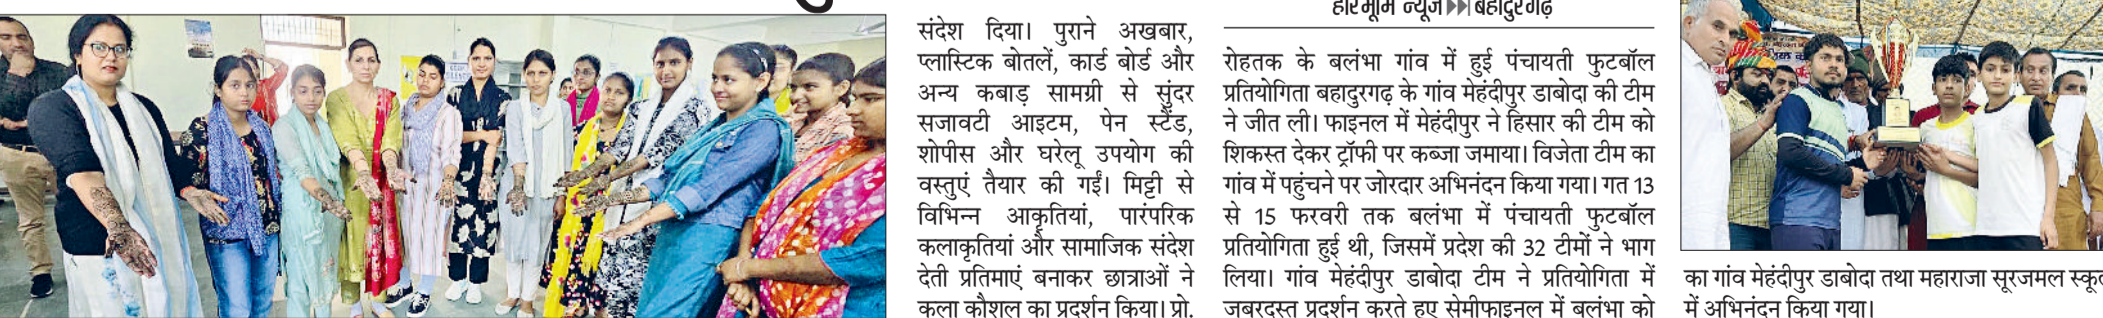 संदेश दिया। पुराने अखबार,
प्लास्टिक बोतलें, कार्ड बोर्ड और
अन्य कबाड़ सामग्री से सुंदर
सजावटी आइटम, पेन स्टैंड,
शोपीस और घरेलू उपयोग की
वस्तुएं तैयार की गईं। मिट्टी से
विभिन्न आकृतियां, पारंपरिक
कलाकृतियां और सामाजिक संदेश
देती प्रतिमाएं बनाकर छात्राओं ने
कला कौशल का प्रदर्शन किया। प्रो.
हरिभूमि न्यूज▶▶|बहादुरगढ़
रोहतक के बलंभा गांव में हुई पंचायती फुटबॉल
प्रतियोगिता बहादुरगढ़ के गांव मेहंदीपुर डाबोदा की टीम
ने जीत ली। फाइनल में मेहंदीपुर ने हिसार की टीम को
शिकस्त देकर ट्रॉफी पर कब्जा जमाया। विजेता टीम का
गांव में पहुंचने पर जोरदार अभिनंदन किया गया। गत 13
से 15 फरवरी तक बलंभा में पंचायती फुटबॉल
प्रतियोगिता हुई थी, जिसमें प्रदेश की 32 टीमों ने भाग
लिया। गांव मेहंदीपुर डाबोदा टीम ने प्रतियोगिता में
जबरदस्त प्रदर्शन करते हुए सेमीफाइनल में बलंभा को
का गांव मेहंदीपुर डाबोदा तथा महाराजा सूरजमल स्कूल
में अभिनंदन किया गया।